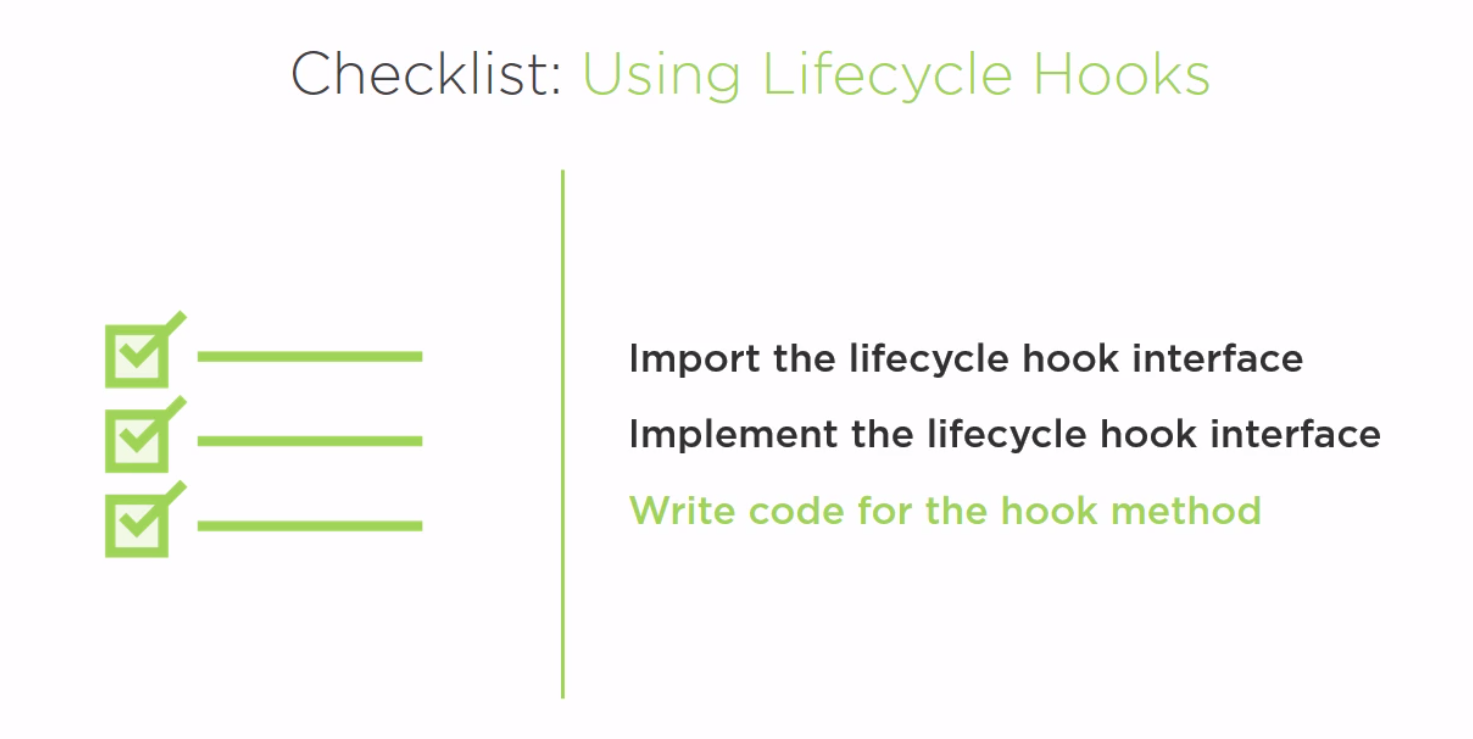 Checklist: Using Lifecycle Hooks
Import the lifecycle hook interface
Implement the lifecycle hook interface
Write code for the hook method